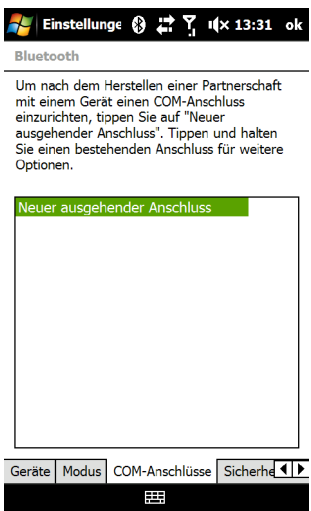 Einstellunge 13:31 ok
Bluetooth
Um nach dem Herstellen einer Partnerschaft
mit einem Gerät einen COM-Anschluss
einzurichten, tippen Sie auf "Neuer
ausgehender Anschluss". Tippen und halten
Sie einen bestehenden Anschluss für weitere
Optionen.
Neuer ausgehender Anschluss
Geräte Modus COM-Anschlüsse Sicherhe